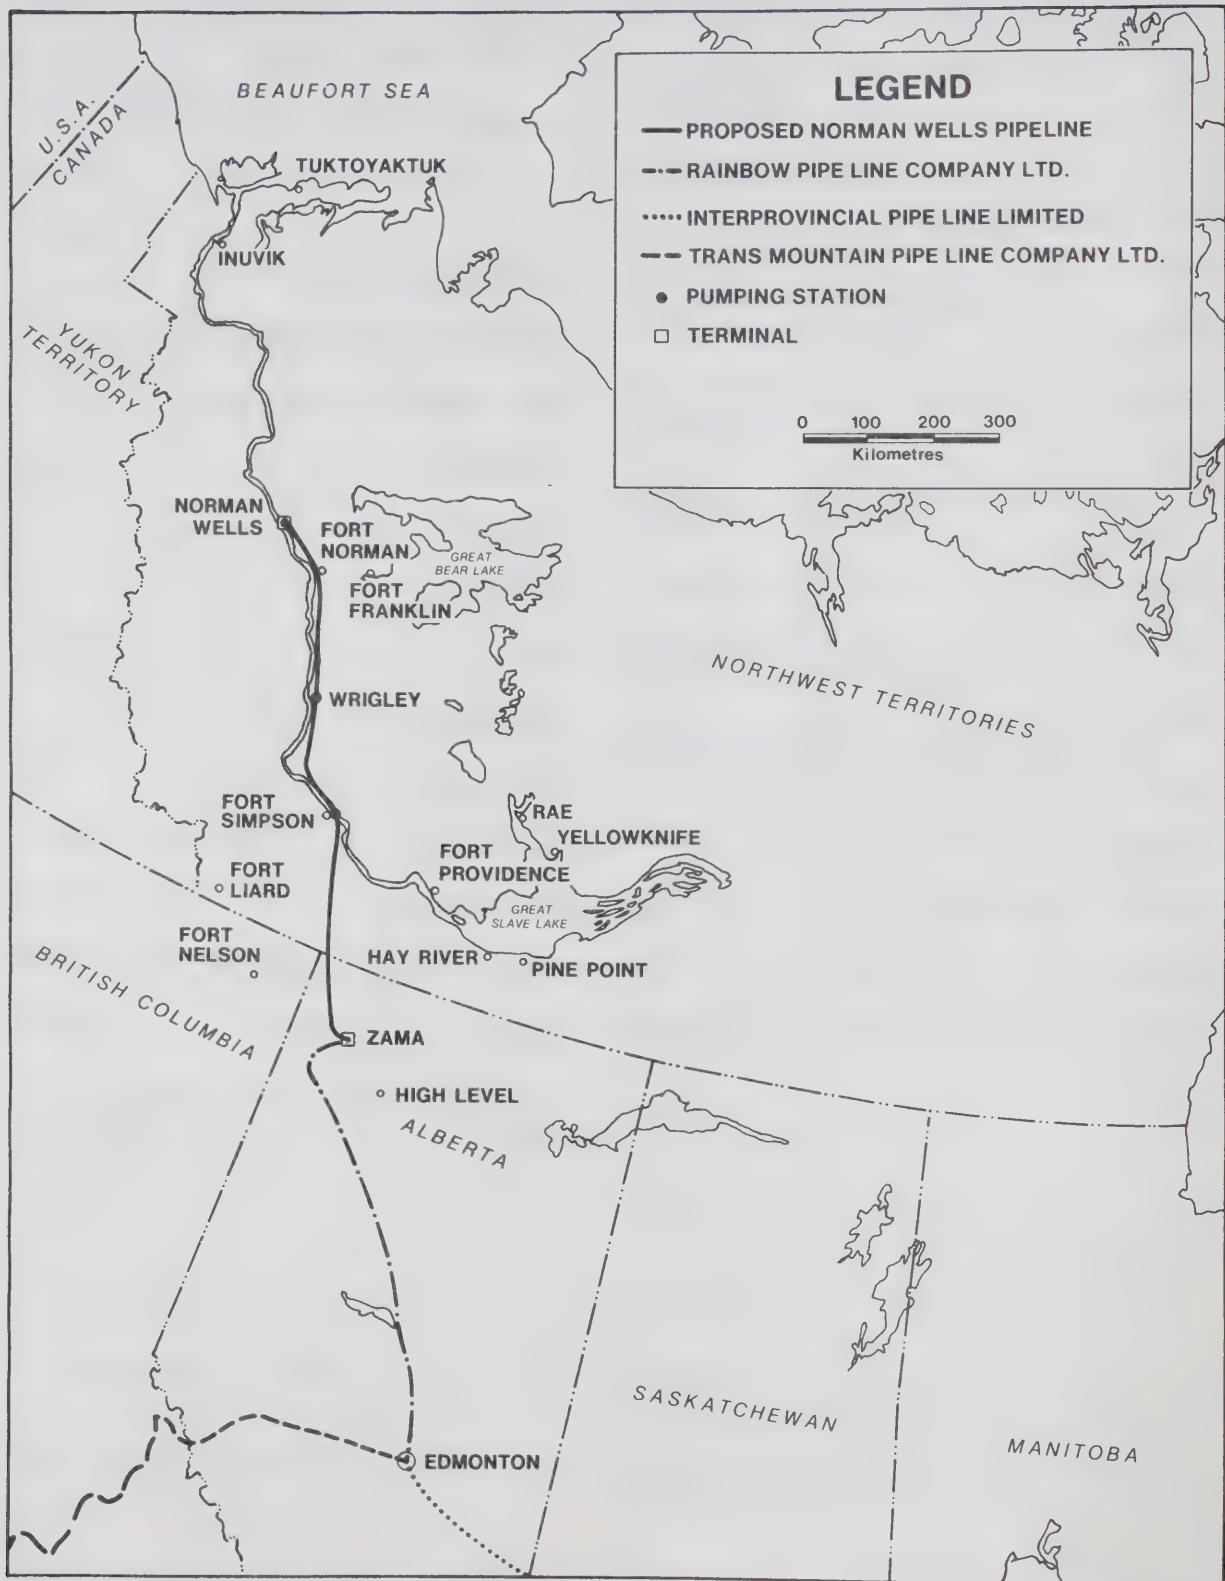 BEAUFORT SEA
U.S.A.
CANADA
TUKTOYAKTUK
INUVIK
YUKON
TERRITORY
LEGEND
PROPOSED NORMAN WELLS PIPELINE
RAINBOW PIPE LINE COMPANY LTD.
INTERPROVINCIAL PIPE LINE LIMITED
TRANS MOUNTAIN PIPE LINE COMPANY LTD.
PUMPING STATION
TERMINAL
0 100 200 300
Kilometres
NORMAN
WELLS
FORT
NORMAN
GREAT
BEAR LAKE
FORT
FRANKLIN
WRIGLEY
NORTHWEST TERRITORIES
FORT
SIMPSON
RAE
YELLOWKNIFE
FORT
PROVIDENCE
FORT
LIARD
GREAT
SLAVE LAKE
FORT
NELSON
HAY RIVER
PINE POINT
BRITISH COLUMBIA
ZAMA
HIGH LEVEL
ALBERTA
SASKATCHEWAN
MANITOBA
EDMONTON